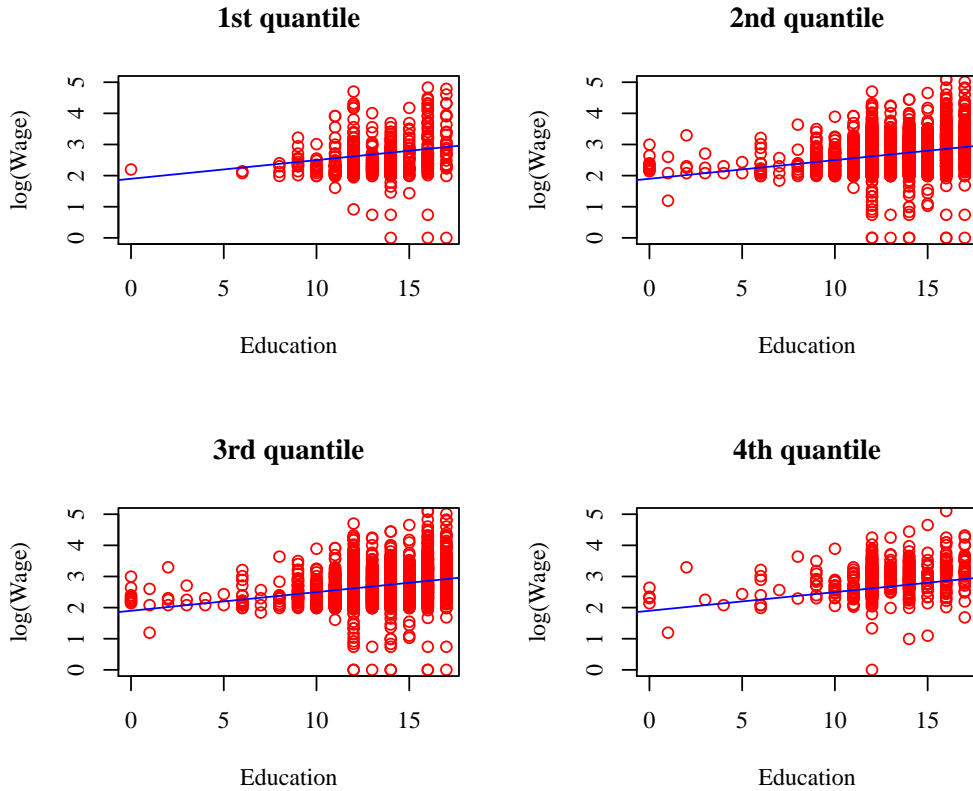 1st quantile
log(Wage)
0 1 2 3 4 5
0 5 10 15
Education
2nd quantile
log(Wage)
0 1 2 3 4 5
0 5 10 15
Education
3rd quantile
log(Wage)
0 1 2 3 4 5
0 5 10 15
Education
4th quantile
log(Wage)
0 1 2 3 4 5
0 5 10 15
Education